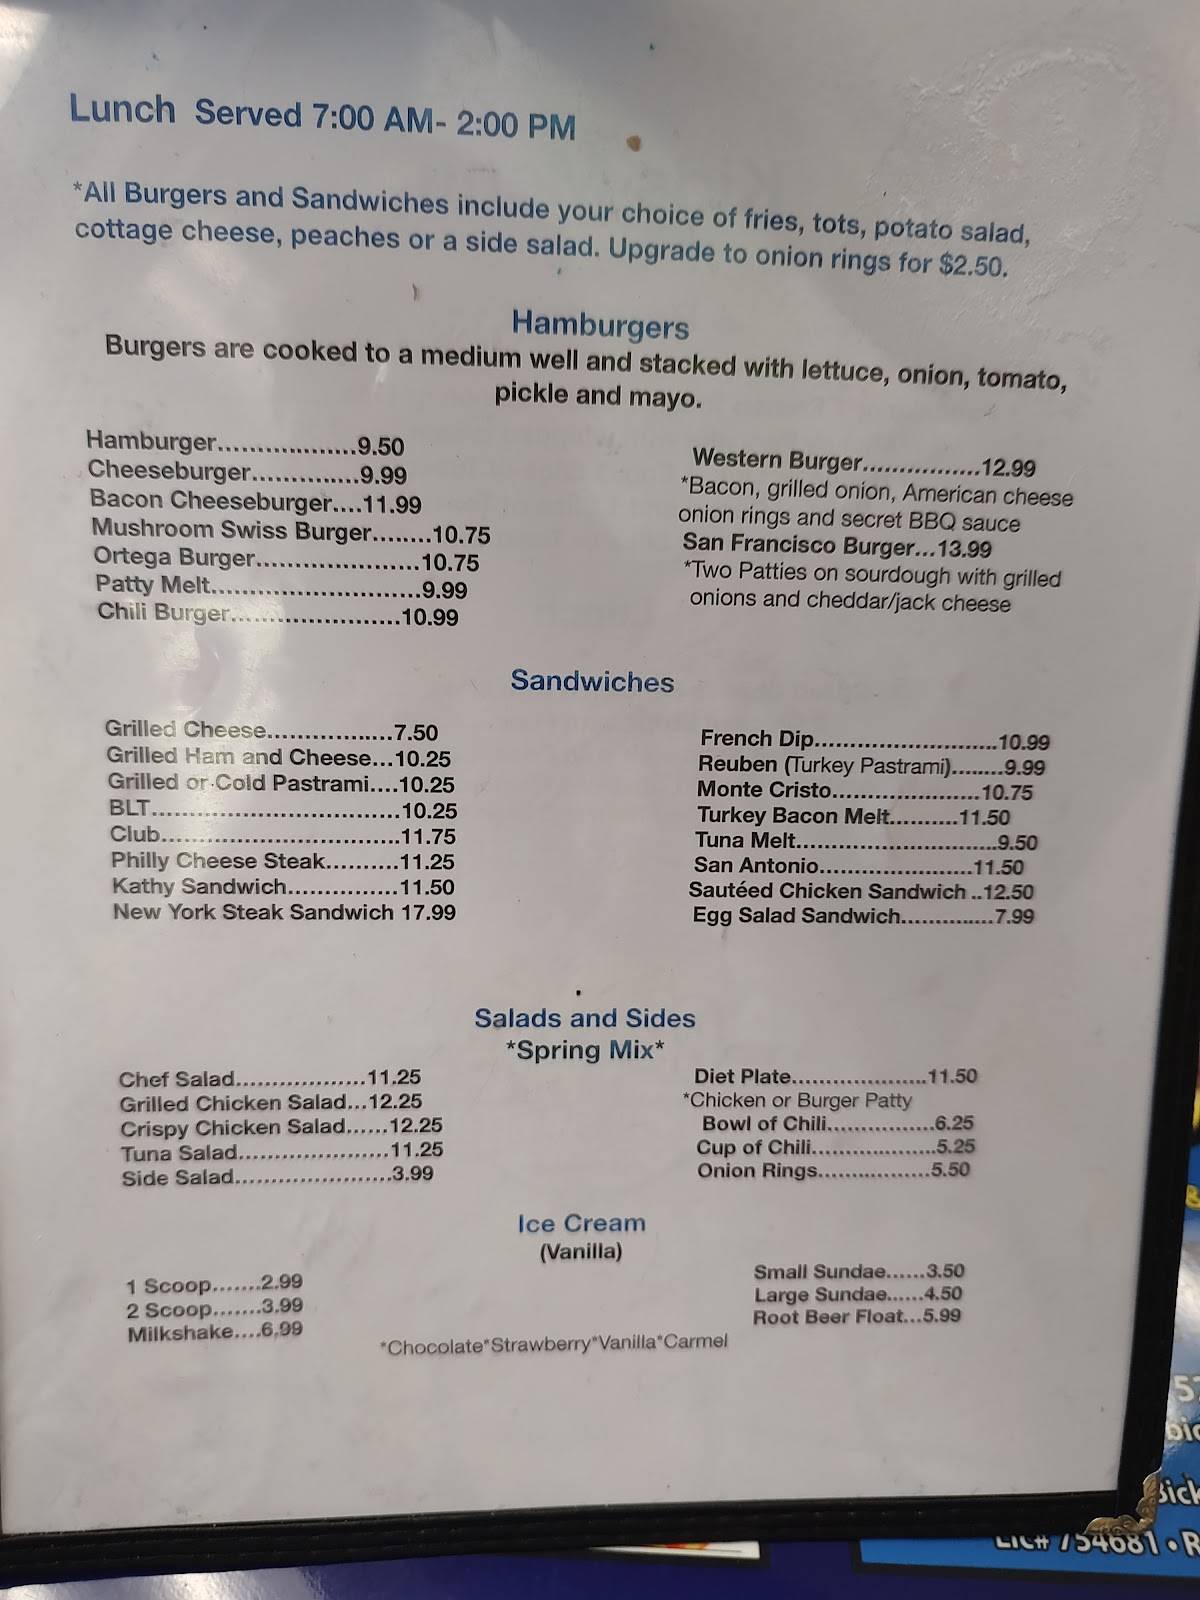 Lunch Served 7:00 AM- 2:00 PM
*All Burgers and Sandwiches include your choice of fries, tots, potato salad,
cottage cheese, peaches or a side salad. Upgrade to onion rings for $2.50.
Hamburgers
Burgers are cooked to a medium well and stacked with lettuce, onion, tomato,
pickle and mayo.
Hamburger..................9.50
Cheeseburger...............9.99
Bacon Cheeseburger....11.99
Mushroom Swiss Burger........10.75
Ortega Burger......................10.75
Patty Melt............................9.99
Chili Burger.......................10.99
Western Burger................12.99
*Bacon, grilled onion, American cheese
onion rings and secret BBQ sauce
San Francisco Burger...13.99
*Two Patties on sourdough with grilled
onions and cheddar/jack cheese
Sandwiches
Grilled Cheese.................7.50
Grilled Ham and Cheese...10.25
Grilled or Cold Pastrami....10.25
BLT..................................10.25
Club.................................11.75
Philly Cheese Steak..........11.25
Kathy Sandwich...............11.50
New York Steak Sandwich 17.99
French Dip.........................10.99
Reuben (Turkey Pastrami)........9.99
Monte Cristo.....................10.75
Turkey Bacon Melt..........11.50
Tuna Melt............................9.50
San Antonio.....................11.50
Sautéed Chicken Sandwich ..12.50
Egg Salad Sandwich..............7.99
Salads and Sides
*Spring Mix*
Chef Salad..................11.25
Grilled Chicken Salad...12.25
Crispy Chicken Salad......12.25
Tuna Salad.....................11.25
Side Salad......................3.99
Diet Plate....................11.50
*Chicken or Burger Patty
Bowl of Chili................6.25
Cup of Chili..................5.25
Onion Rings.................5.50
Ice Cream
(Vanilla)
1 Scoop.......2.99
2 Scoop.......3.99
Milkshake....6.99
Small Sundae......3.50
Large Sundae......4.50
Root Beer Float...5.99
*Chocolate*Strawberry*Vanilla*Carmel
Lic# 754681 • R